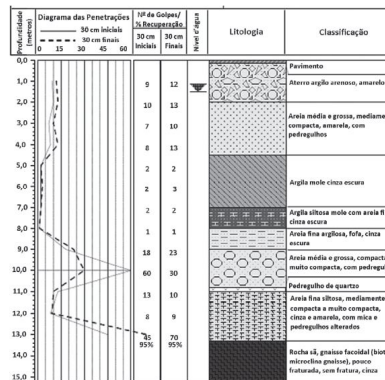 Profundidade (metros)
Diagrama das Penetrações
30 cm iniciais
30 cm finais
0 15 30 45 60
Nº de Golpes/
% Recuperação
30 cm Iniciais
30 cm Finais
Nível d'água
Litologia
Classificação
0,0
Pavimento
1,0
9 12
Aterro argilo arenoso, amarelo
2,0
10 13
Areia média e grossa, mediame
compacta, amarela, com
pedregulhos
3,0
7 10
4,0
8 13
5,0
2 2
Argila mole cinza escura
6,0
2 3
7,0
2 2
Argila siltosa mole com areia fi
cinza escura
8,0
1 1
Areia fina argilosa, fofa, cinza
escura
9,0
18 23
Areia média e grossa, compacta
muito compacta, com pedregul
10,0
60 30
Pedregulho de quartzo
11,0
13 10
Areia fina siltosa, mediamente
compacta a muito compacta,
cinza e amarela, com mica e
pedregulhos alterados
12,0
8 9
13,0
45 70
95% 95%
14,0
Rocha sã, gnaisse facoidal (biot
microclina gnaisse), pouco
fraturada, sem fratura, cinza
15,0